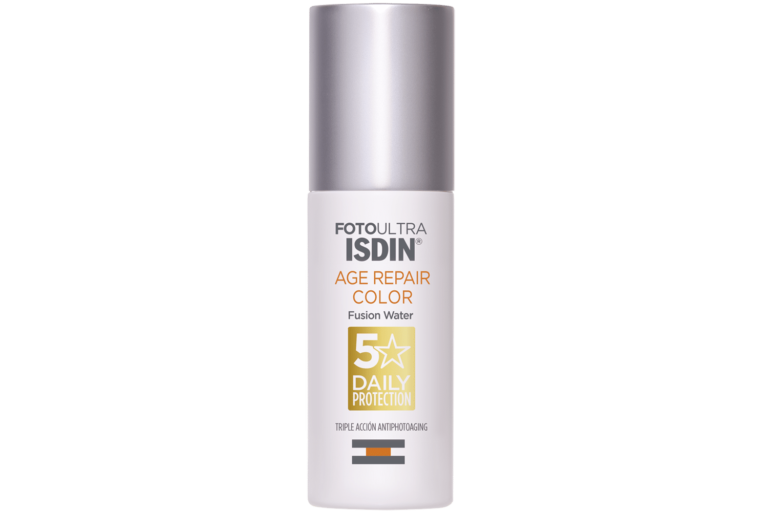 FOTOULTRA
ISDIN®
AGE REPAIR
COLOR
Fusion Water
5☆
DAILY
PROTECTION
TRIPLE ACCIÓN ANTIPHOTOAGING